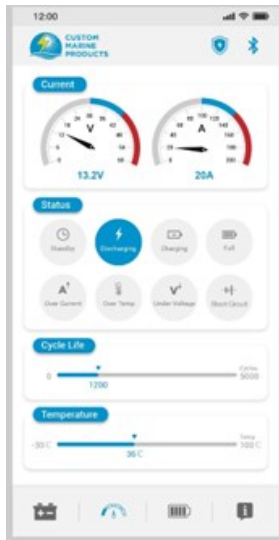 12:00
CUSTOM
MARINE
PRODUCTS
Current
V
A
13.2V
20A
Status
Standby
Discharging
Charging
Full
Over Current
Over Temp
Under Voltage
Short Circuit
Cycle Life
0
Cycles
5000
1200
Temperature
-30 C
Temp
100 C
36 C